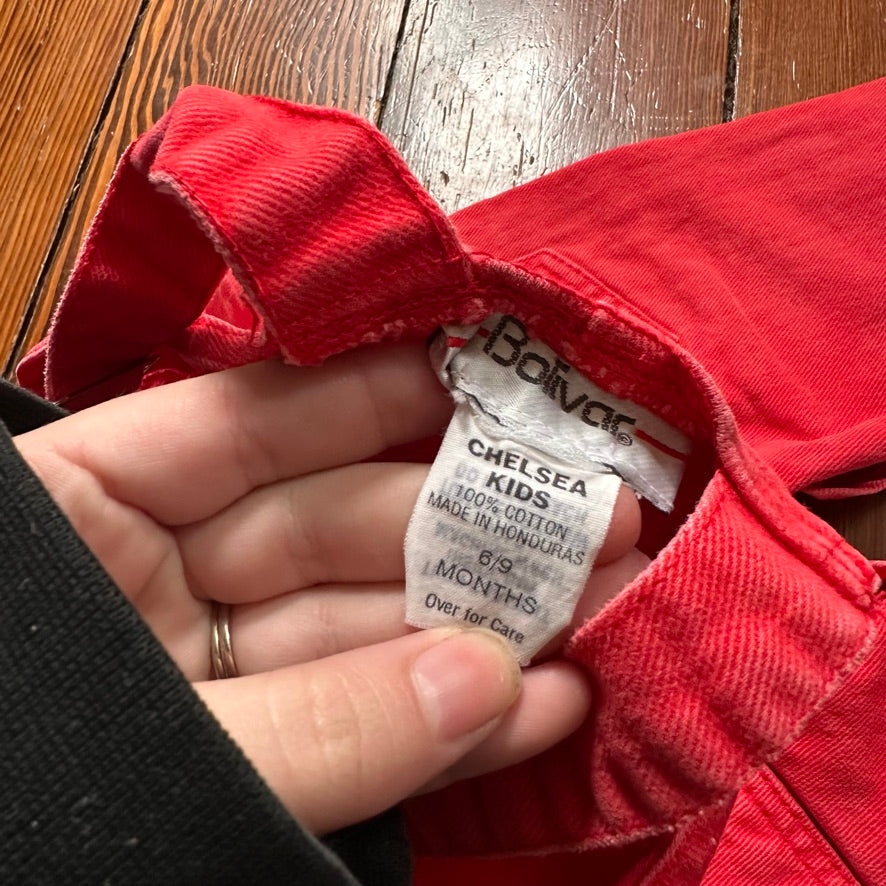 Bolivar®
CHELSEA
KIDS
100% COTTON
MADE IN HONDURAS
6/9
MONTHS
Over for Care